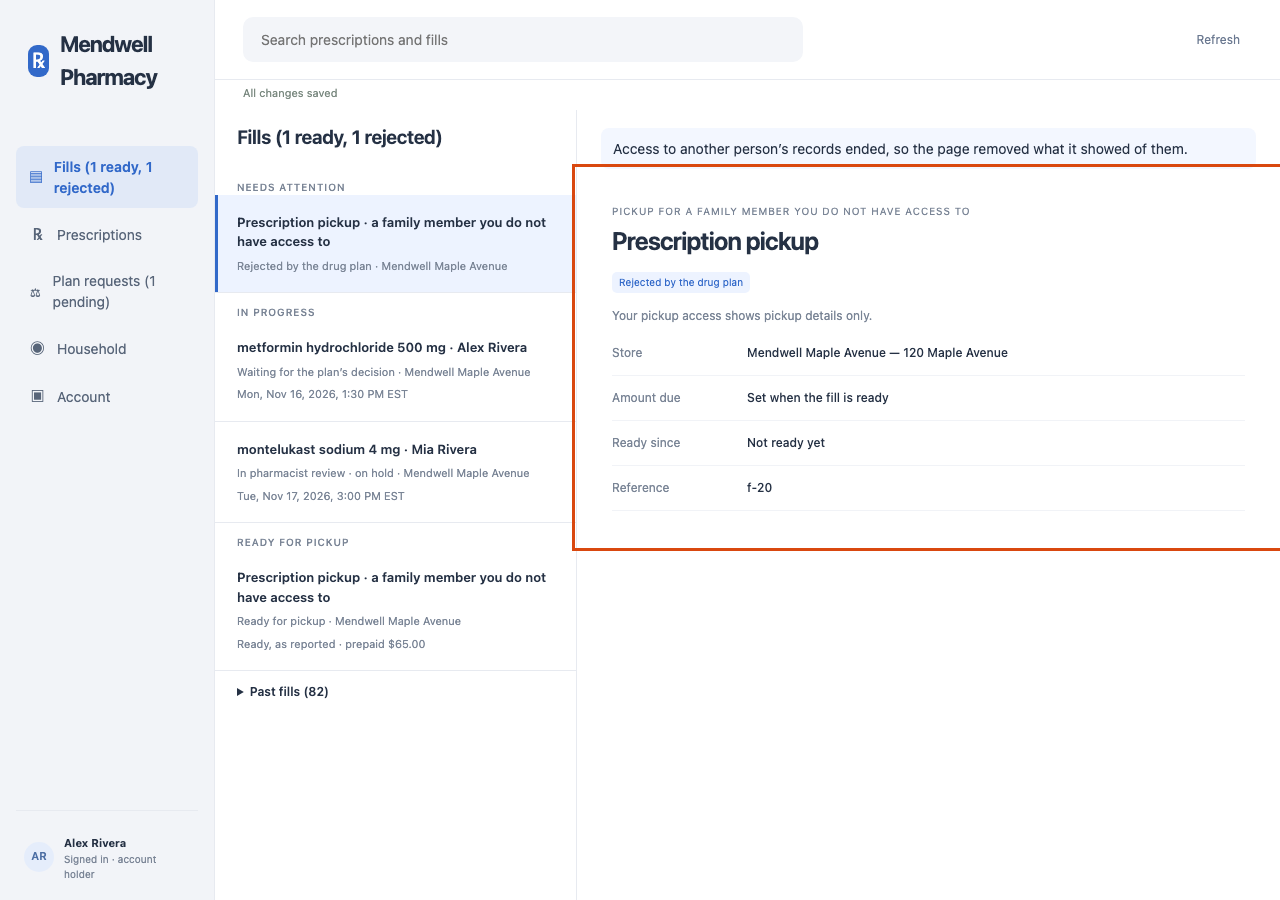 Mendwell
Pharmacy
Fills (1 ready, 1
rejected)
Prescriptions
Plan requests (1
pending)
Household
Account
AR
Alex Rivera
Signed in · account
holder
Search prescriptions and fills
Refresh
All changes saved
Fills (1 ready, 1 rejected)
NEEDS ATTENTION
Prescription pickup · a family member you do not
have access to
Rejected by the drug plan · Mendwell Maple Avenue
IN PROGRESS
metformin hydrochloride 500 mg · Alex Rivera
Waiting for the plan’s decision · Mendwell Maple Avenue
Mon, Nov 16, 2026, 1:30 PM EST
montelukast sodium 4 mg · Mia Rivera
In pharmacist review · on hold · Mendwell Maple Avenue
Tue, Nov 17, 2026, 3:00 PM EST
READY FOR PICKUP
Prescription pickup · a family member you do not
have access to
Ready for pickup · Mendwell Maple Avenue
Ready, as reported · prepaid $65.00
Past fills (82)
Access to another person’s records ended, so the page removed what it showed of them.
PICKUP FOR A FAMILY MEMBER YOU DO NOT HAVE ACCESS TO
Prescription pickup
Rejected by the drug plan
Your pickup access shows pickup details only.
Store Mendwell Maple Avenue — 120 Maple Avenue
Amount due Set when the fill is ready
Ready since Not ready yet
Reference f-20